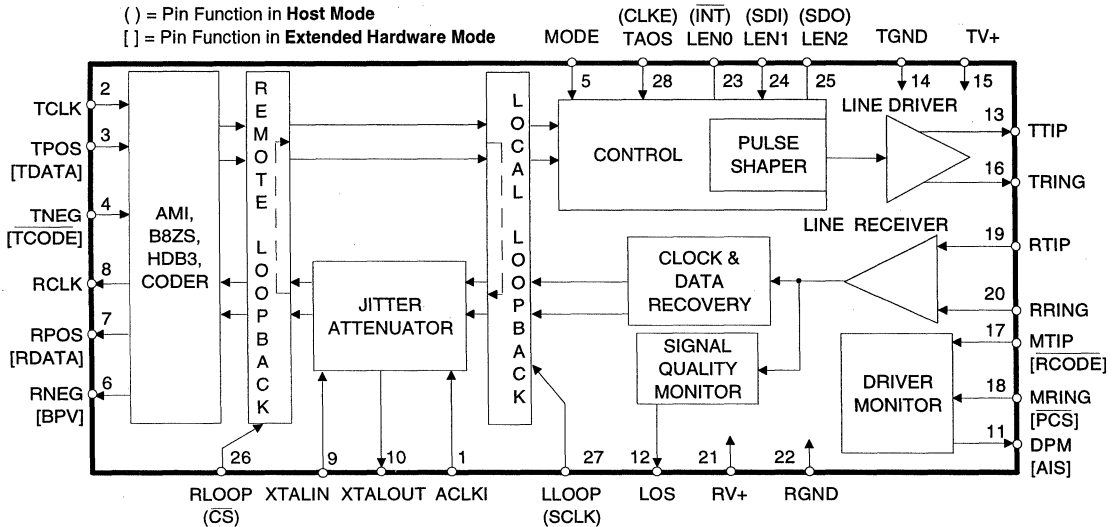 ( ) = Pin Function in Host Mode
[ ] = Pin Function in Extended Hardware Mode
MODE
(CLKE)
TAOS
(I̅N̅T̅)
LEN0
(SDI)
LEN1
(SDO)
LEN2
TGND
TV+
5
28
23
24
25
14
15
TCLK
2
TPOS
[TDATA]
3
TNEG
[T̅C̅O̅D̅E̅]
4
RCLK
8
RPOS
[RDATA]
7
RNEG
[BPV]
6
AMI,
B8ZS,
HDB3,
CODER
REMOTE LOOPBACK
JITTER
ATTENUATOR
LOCAL LOOPBACK
CONTROL
PULSE
SHAPER
LINE DRIVER
13
TTIP
16
TRING
LINE RECEIVER
19
RTIP
20
RRING
CLOCK &
DATA
RECOVERY
SIGNAL
QUALITY
MONITOR
DRIVER
MONITOR
17
MTIP
[R̅C̅O̅D̅E̅]
18
MRING
[P̅C̅S̅]
11
DPM
[AIS]
26
9
10
1
27
12
21
22
RLOOP
(C̅S̅)
XTALIN
XTALOUT
ACLKI
LLOOP
(SCLK)
LOS
RV+
RGND